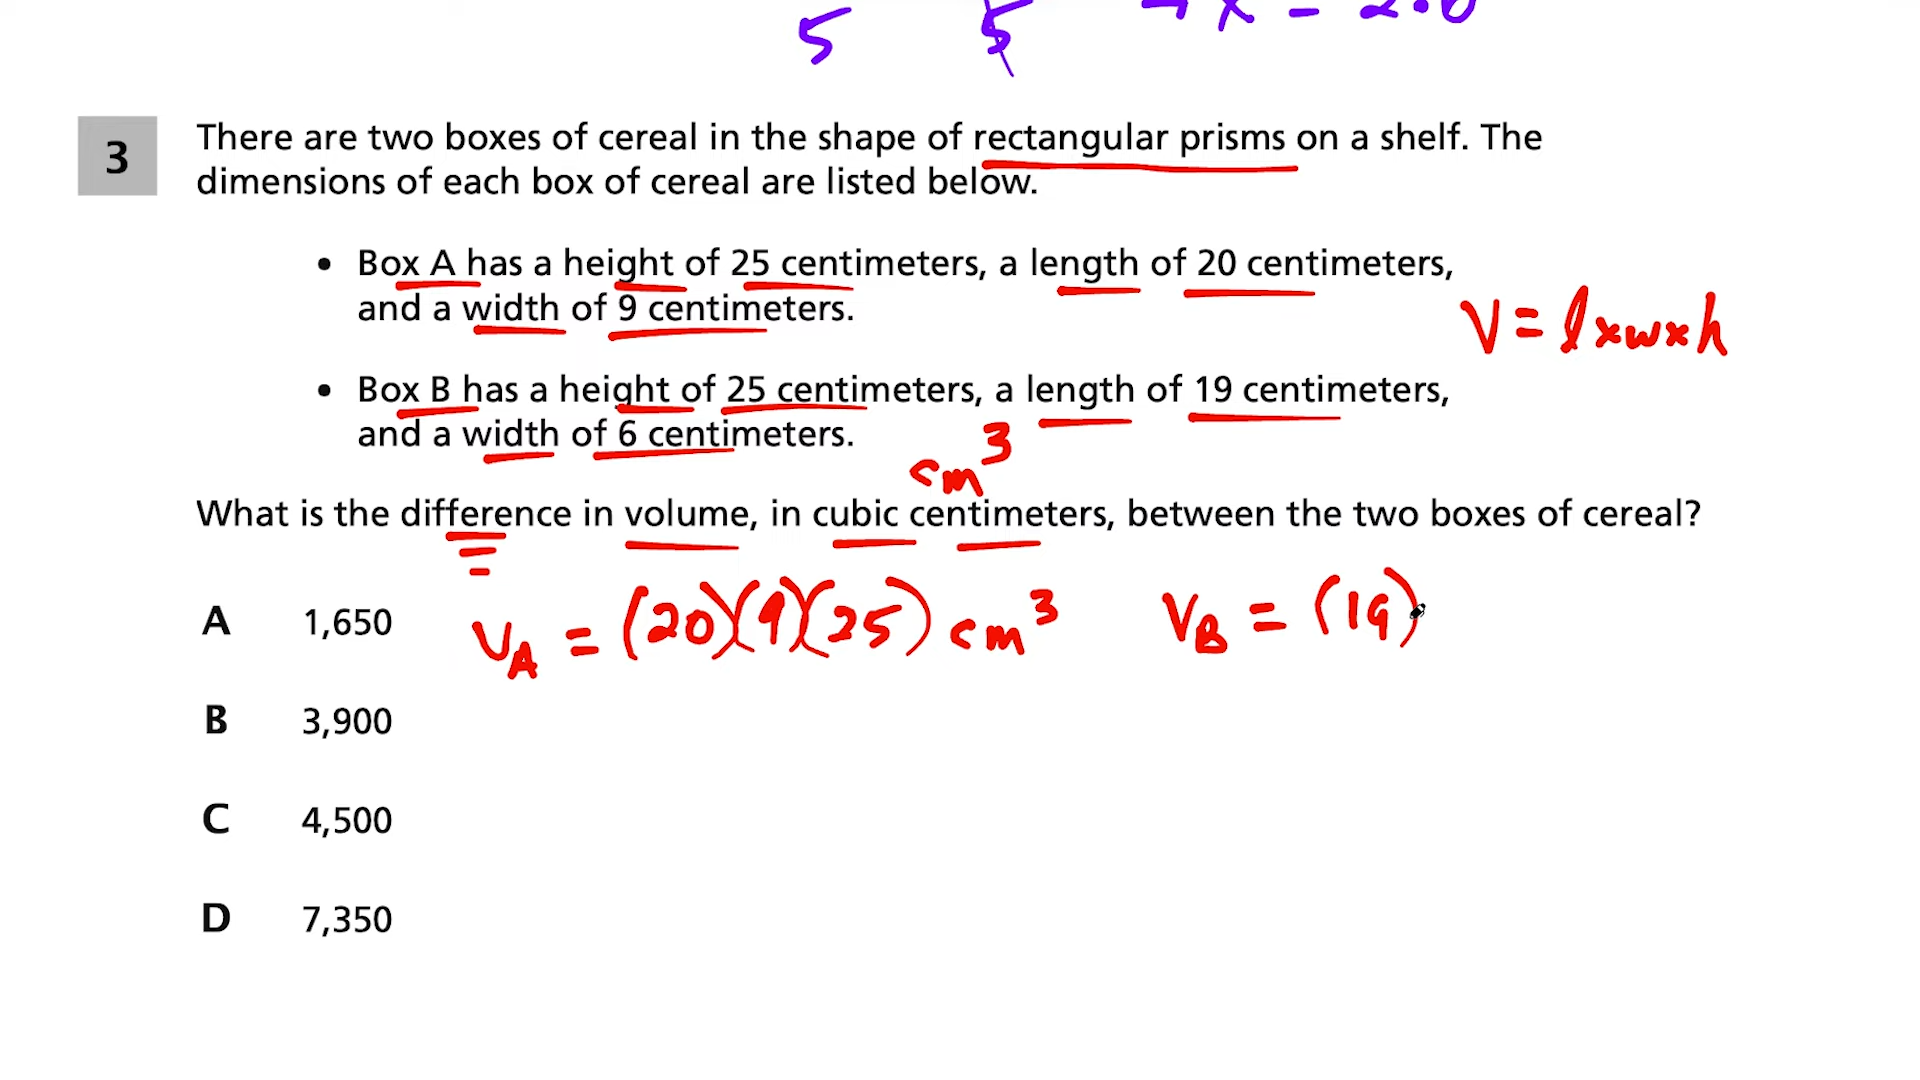 5 5
3
There are two boxes of cereal in the shape of rectangular prisms on a shelf. The
dimensions of each box of cereal are listed below.
• Box A has a height of 25 centimeters, a length of 20 centimeters,
and a width of 9 centimeters.
V = l x w x h
• Box B has a height of 25 centimeters, a length of 19 centimeters,
and a width of 6 centimeters.
cm³
What is the difference in volume, in cubic centimeters, between the two boxes of cereal?
A 1,650
V_A = (20)(9)(25) cm³ V_B = (19)
B 3,900
C 4,500
D 7,350